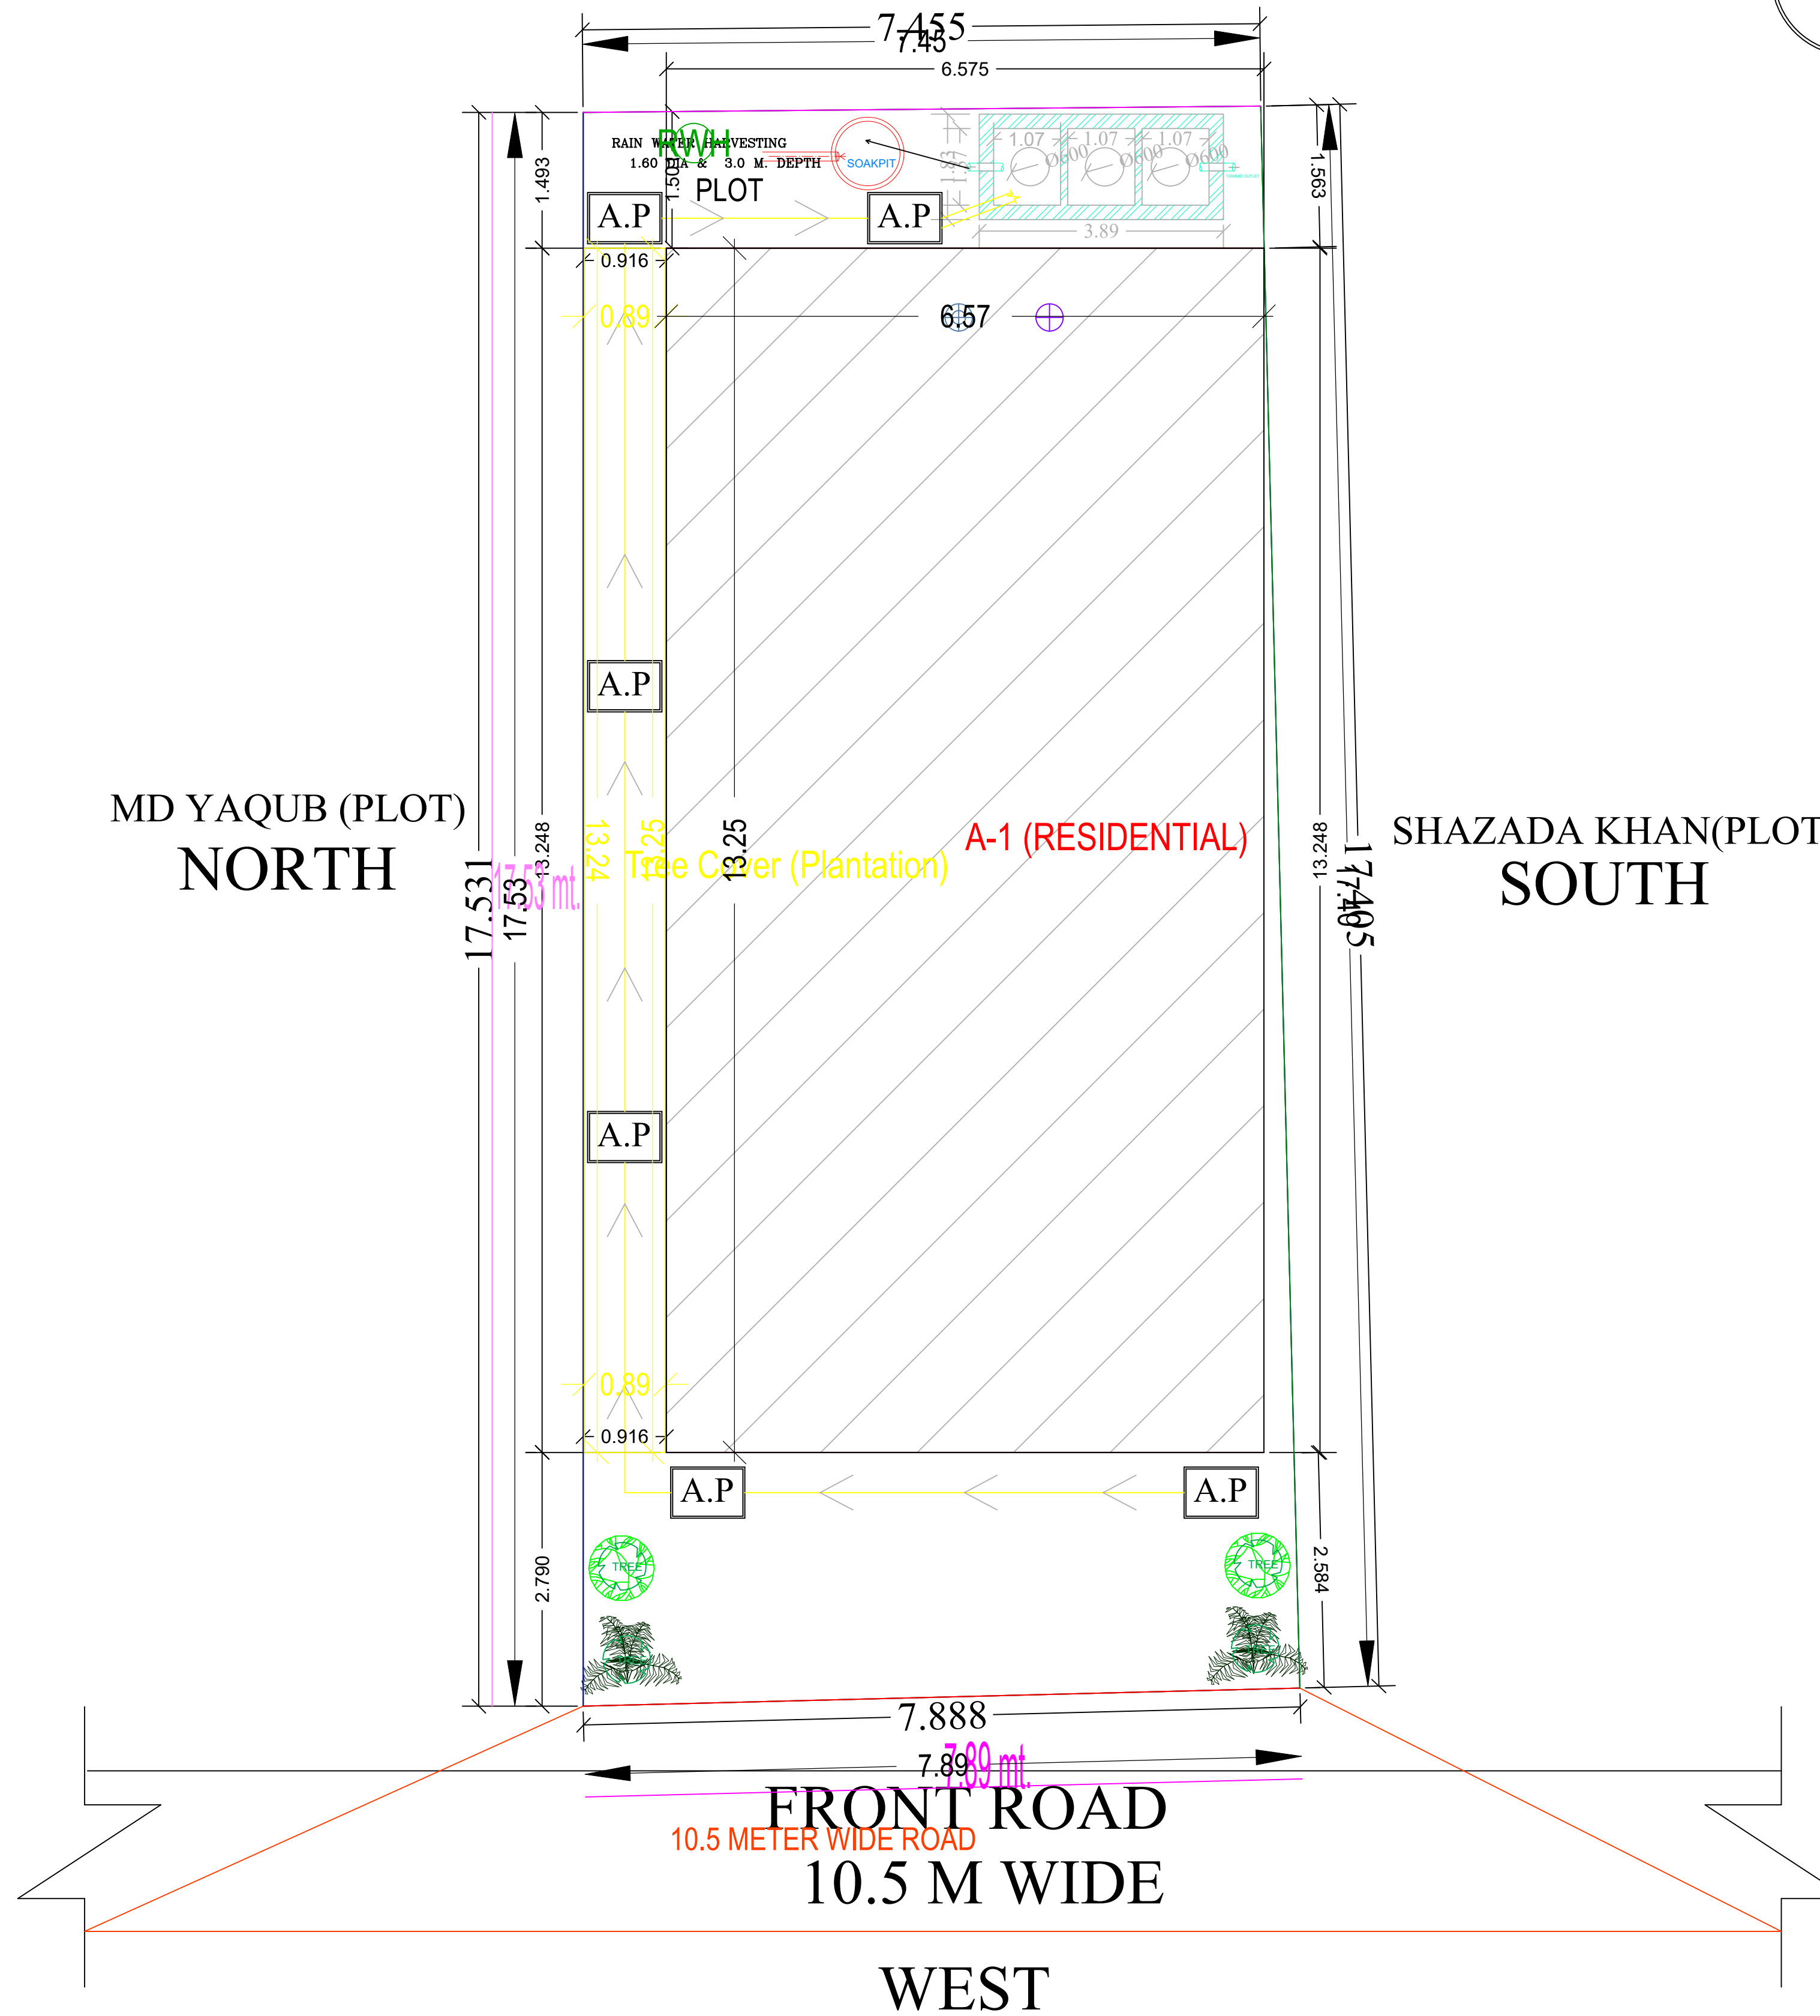 7.455
7.45
6.575
RAIN WATER HARVESTING
RWH
1.60 DIA & 3.0 M. DEPTH
PLOT
SOAKPIT
1.07
1.07
1.07
Ø600
Ø600
Ø600
3.89
1.493
1.50
1.563
A.P
A.P
0.916
0.89
6.57
A.P
MD YAQUB (PLOT)
NORTH
17.531
17.53 mt.
17.53
13.248
13.24
13.25
Tree Cover (Plantation)
13.25
A-1 (RESIDENTIAL)
13.248
17.405
17.40
SHAZADA KHAN(PLOT
SOUTH
A.P
0.89
0.916
A.P
A.P
2.790
TREE
TREE
2.584
7.888
7.89
7.89 mt.
FRONT ROAD
10.5 METER WIDE ROAD
10.5 M WIDE
WEST